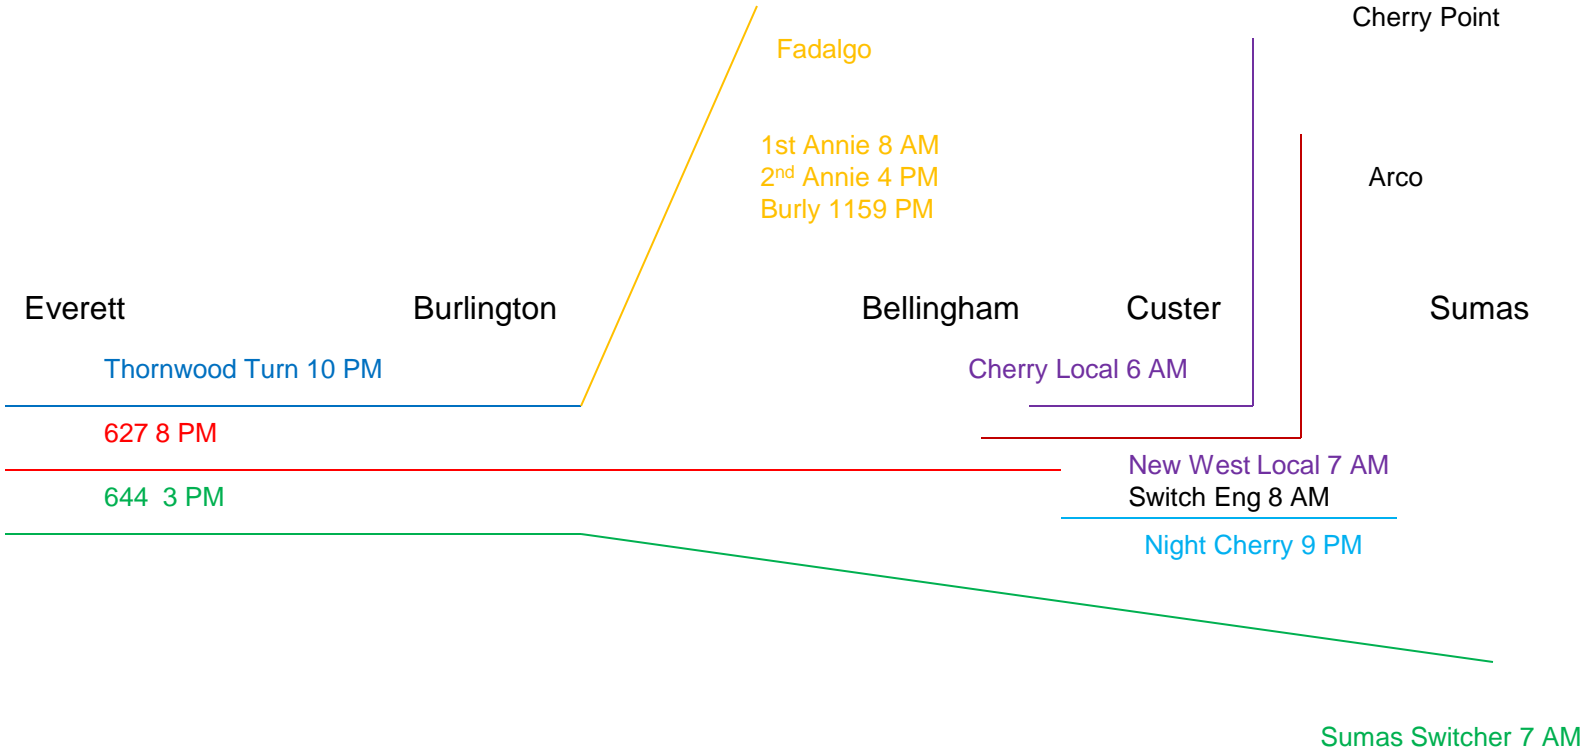 Cherry Point
Fadalgo
1st Annie 8 AM
2nd Annie 4 PM
Burly 1159 PM
Arco
Everett
Burlington
Bellingham
Custer
Sumas
Thornwood Turn 10 PM
Cherry Local 6 AM
627 8 PM
New West Local 7 AM
644  3 PM
Switch Eng 8 AM
Night Cherry 9 PM
Sumas Switcher 7 AM